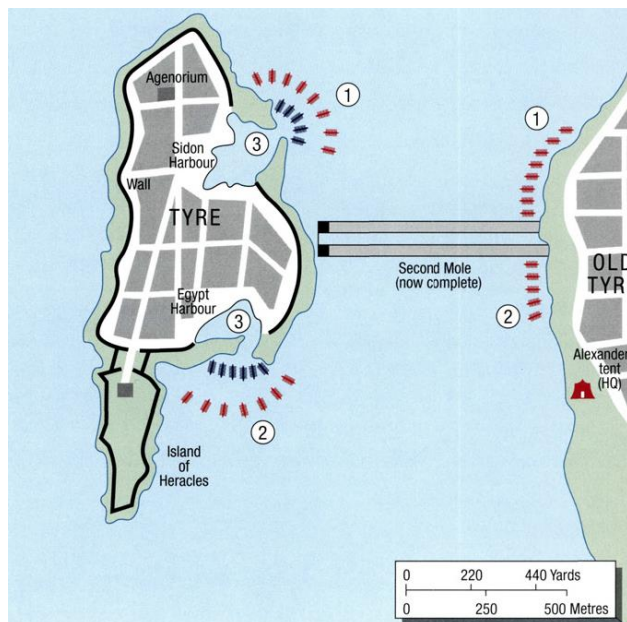 Agenorium
1
1
3
Sidon
Harbour
Wall
TYRE
Second Mole
(now complete)
OLD
TYR
Egypt
Harbour
3
2
Alexander
tent
(HQ)
2
Island
of
Heracles
0 220 440 Yards
0 250 500 Metres